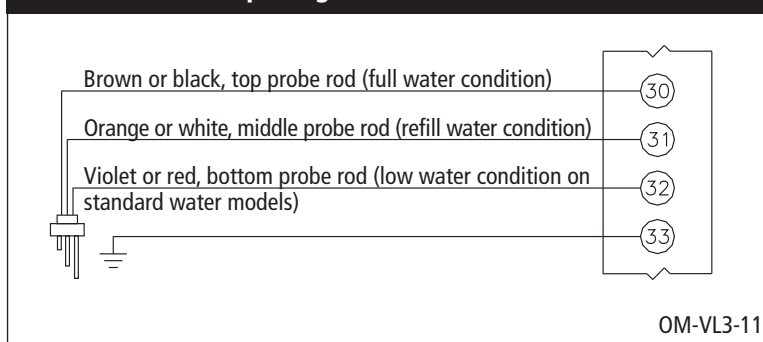 Brown or black, top probe rod (full water condition)
30
Orange or white, middle probe rod (refill water condition)
31
Violet or red, bottom probe rod (low water condition on
standard water models)
32
33
OM-VL3-11